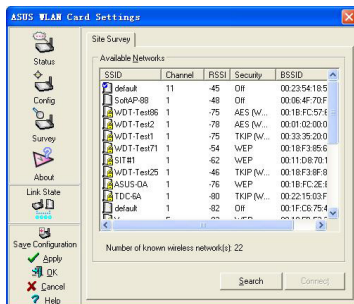 ASUS WLAN Card Settings
Status
Config
Survey
About
Link State
Save Configuration
Apply
OK
Cancel
Help
Site Survey
Available Networks
SSID Channel RSSI Security BSSID
default 11 -45 Off 00:23:54:18:5
SoftAP-88 1 -48 Off 00:06:4F:70:F
WDT-Test86 1 -75 AES (W... 00:1B:FC:57:E
WDT-Test2 1 -78 AES (W... 00:01:02:00:0
WDT-Test1 1 -75 TKIP (W... 00:33:35:20:0
WDT-Test71 1 -54 WEP 00:18:F3:85:6
SIT#1 1 -62 WEP 00:11:D8:70:1
WDT-Test25 1 -46 TKIP (W... 00:18:F3:8F:8
ASUS-OA 1 -76 WEP 00:1B:FC:2E:E
TDC-6A 1 -80 TKIP (W... 00:22:15:03:F
default 1 -82 Off 00:1F:C6:75:4
Number of known wireless network(s): 22
Search
Connect